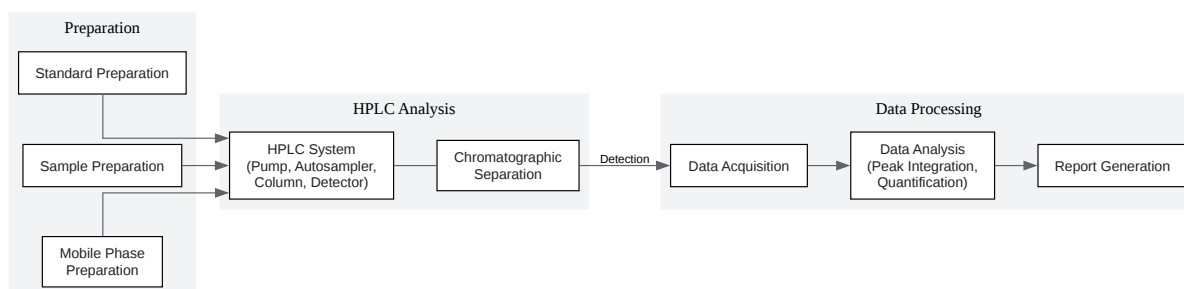 Preparation
Standard Preparation
Sample Preparation
Mobile Phase
Preparation
HPLC Analysis
HPLC System
(Pump, Autosampler,
Column, Detector)
Chromatographic
Separation
Detection
Data Processing
Data Acquisition
Data Analysis
(Peak Integration,
Quantification)
Report Generation